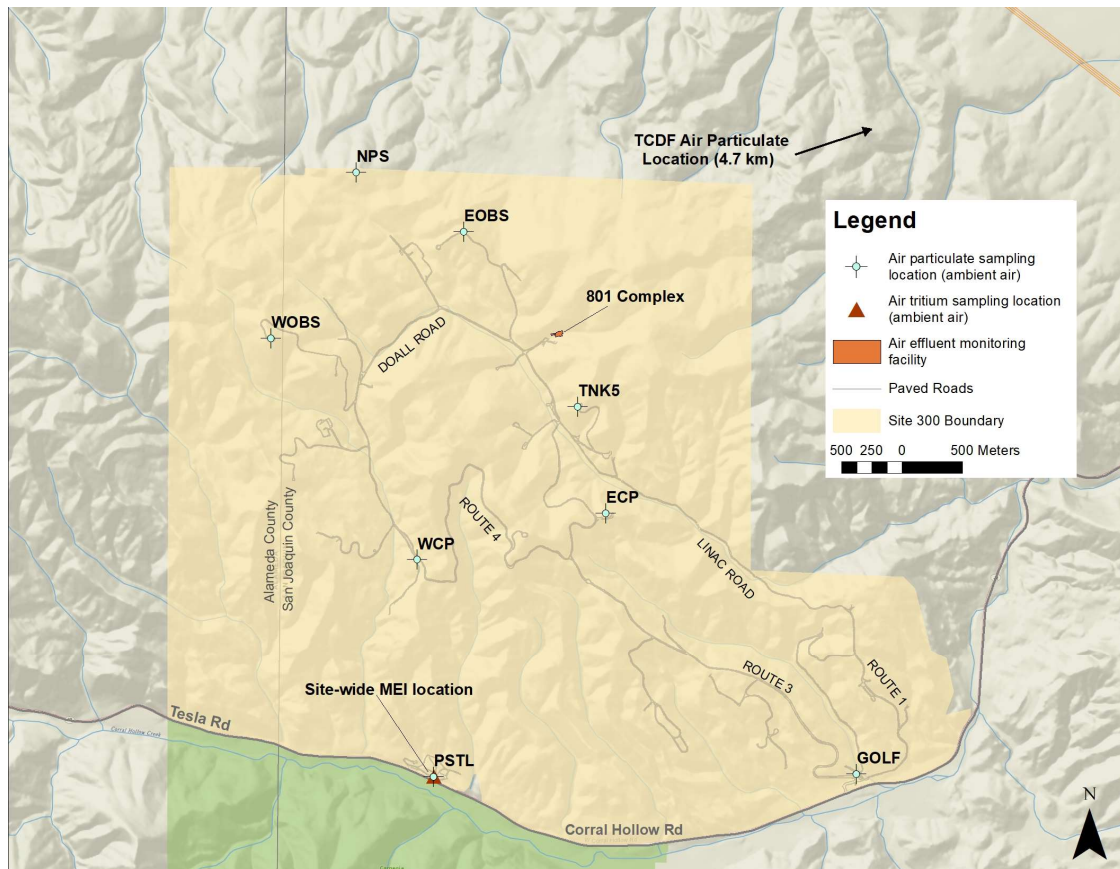 TCDF Air Particulate
Location (4.7 km)
NPS
EOBS
801 Complex
WOBS
DOALL ROAD
TNK5
ROUTE 4
ECP
WCP
LINAC ROAD
Alameda County
San Joaquin County
ROUTE 3
ROUTE 1
Site-wide MEI location
Tesla Rd
Corral Hollow Creek
PSTL
GOLF
Corral Hollow Rd
Legend
Air particulate sampling
location (ambient air)
Air tritium sampling location
(ambient air)
Air effluent monitoring
facility
Paved Roads
Site 300 Boundary
500 250 0 500 Meters
N